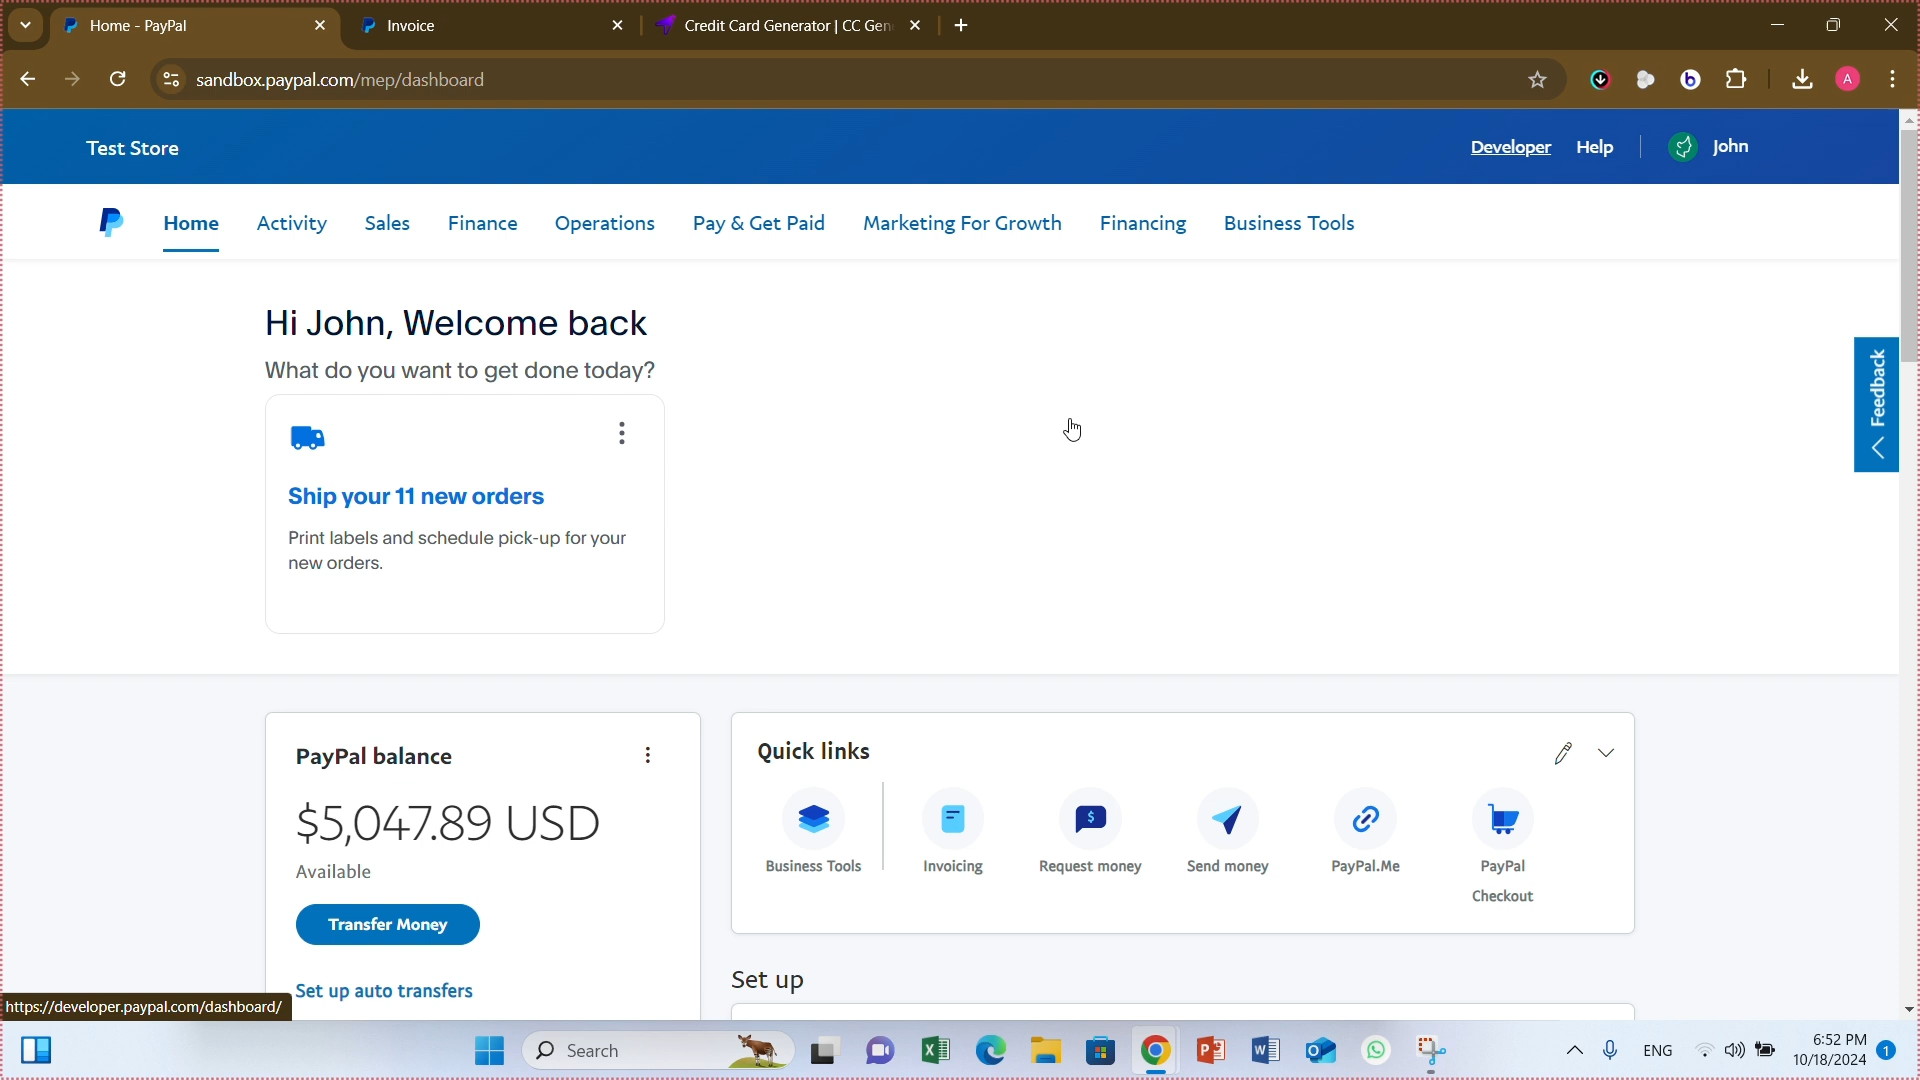 Home - PayPal
Invoice
Credit Card Generator | CC Gen
sandbox.paypal.com/mep/dashboard
A
Test Store
Developer
Help
John
Home
Activity
Sales
Finance
Operations
Pay & Get Paid
Marketing For Growth
Financing
Business Tools
Hi John, Welcome back
What do you want to get done today?
Ship your 11 new orders
Print labels and schedule pick-up for your
new orders.
Feedback
PayPal balance
$5,047.89 USD
Available
Transfer Money
Set up auto transfers
Quick links
Business Tools
Invoicing
Request money
Send money
PayPal.Me
PayPal
Checkout
Set up
https://developer.paypal.com/dashboard/
Search
ENG
6:52 PM
10/18/2024
1